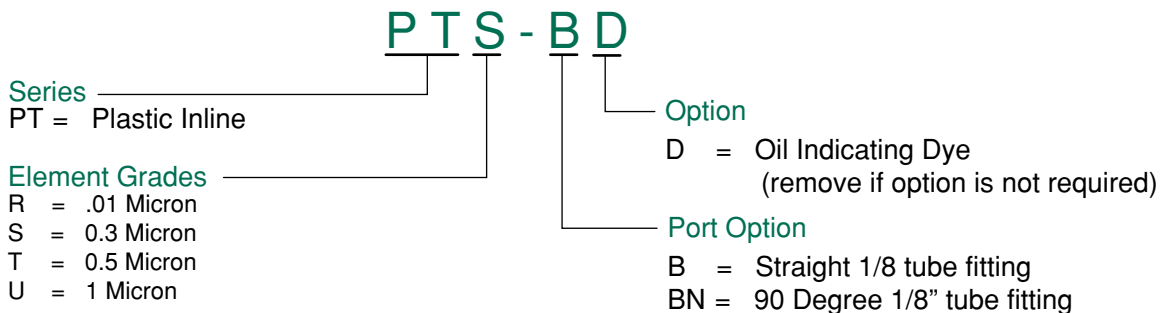 PTS-BD
Series
PT = Plastic Inline
Element Grades
R = .01 Micron
S = 0.3 Micron
T = 0.5 Micron
U = 1 Micron
Option
D = Oil Indicating Dye
(remove if option is not required)
Port Option
B = Straight 1/8 tube fitting
BN = 90 Degree 1/8” tube fitting